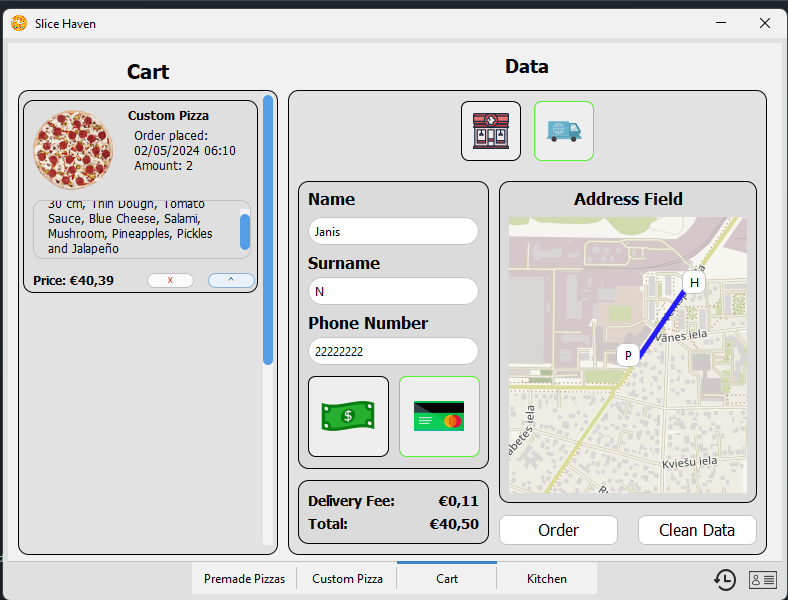 Slice Haven
Cart
Custom Pizza
Order placed:
02/05/2024 06:10
Amount: 2
30 cm, Thin Dough, Tomato
Sauce, Blue Cheese, Salami,
Mushroom, Pineapples, Pickles
and Jalapeño
Price: €40,39
X
^
Data
Name
Janis
Surname
N
Phone Number
22222222
$
Delivery Fee: €0,11
Total: €40,50
Address Field
H
P
Vānes iela
Kviešu iela
Order
Clean Data
Premade Pizzas
Custom Pizza
Cart
Kitchen